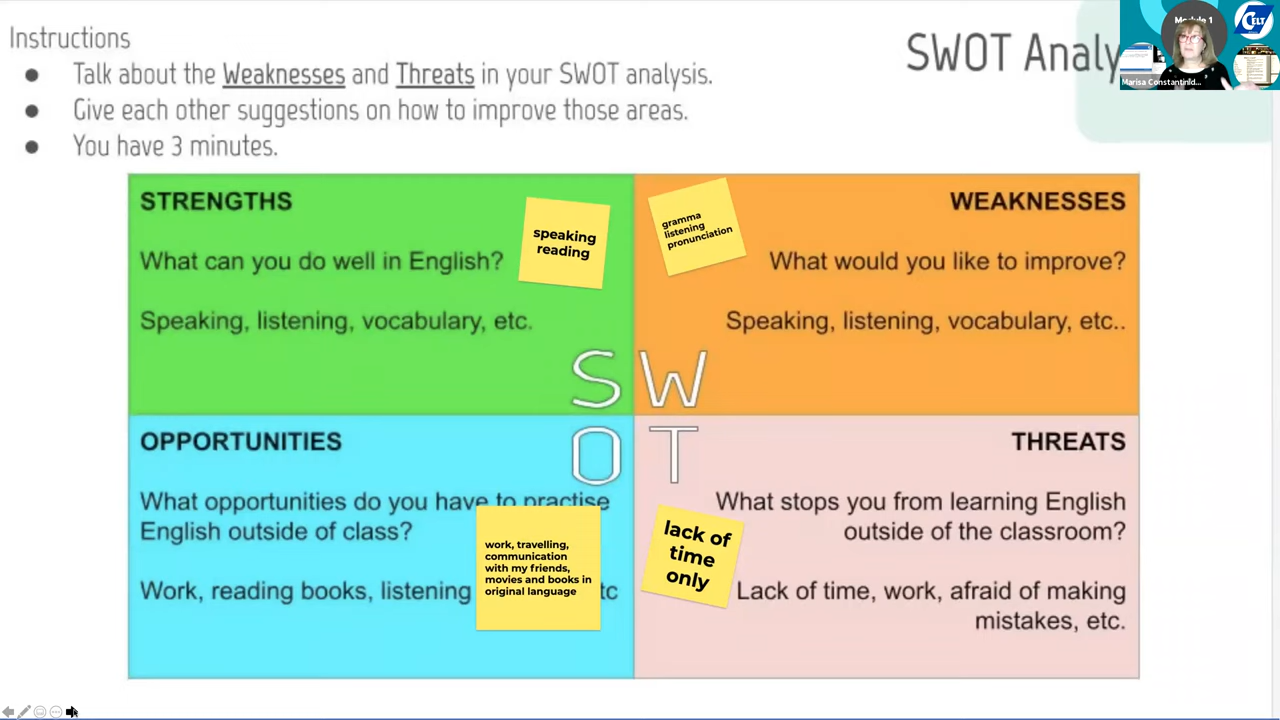 Instructions
● Talk about the Weaknesses and Threats in your SWOT analysis.
● Give each other suggestions on how to improve those areas.
● You have 3 minutes.
SWOT Analy
Module 1
CELT
Marisa Constantinid...
STRENGTHS
What can you do well in English?
Speaking, listening, vocabulary, etc.
speaking
reading
WEAKNESSES
gramma
listening
pronunciation
What would you like to improve?
Speaking, listening, vocabulary, etc..
S W
O T
OPPORTUNITIES
What opportunities do you have to practise
English outside of class?
Work, reading books, listening
tc
work, travelling,
communication
with my friends,
movies and books in
original language
THREATS
What stops you from learning English
outside of the classroom?
Lack of time, work, afraid of making
mistakes, etc.
lack of
time
only